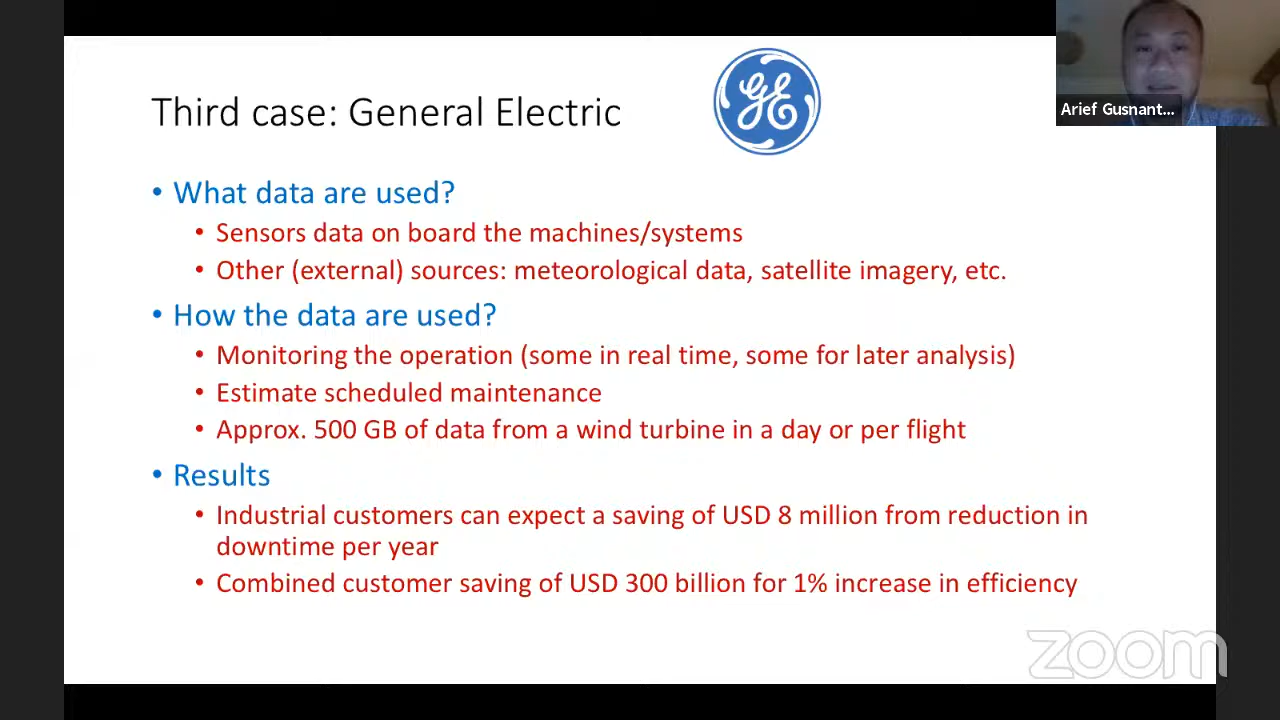 Third case: General Electric
GE
Arief Gusnant...
• What data are used?
• Sensors data on board the machines/systems
• Other (external) sources: meteorological data, satellite imagery, etc.
• How the data are used?
• Monitoring the operation (some in real time, some for later analysis)
• Estimate scheduled maintenance
• Approx. 500 GB of data from a wind turbine in a day or per flight
• Results
• Industrial customers can expect a saving of USD 8 million from reduction in
downtime per year
• Combined customer saving of USD 300 billion for 1% increase in efficiency
zoom